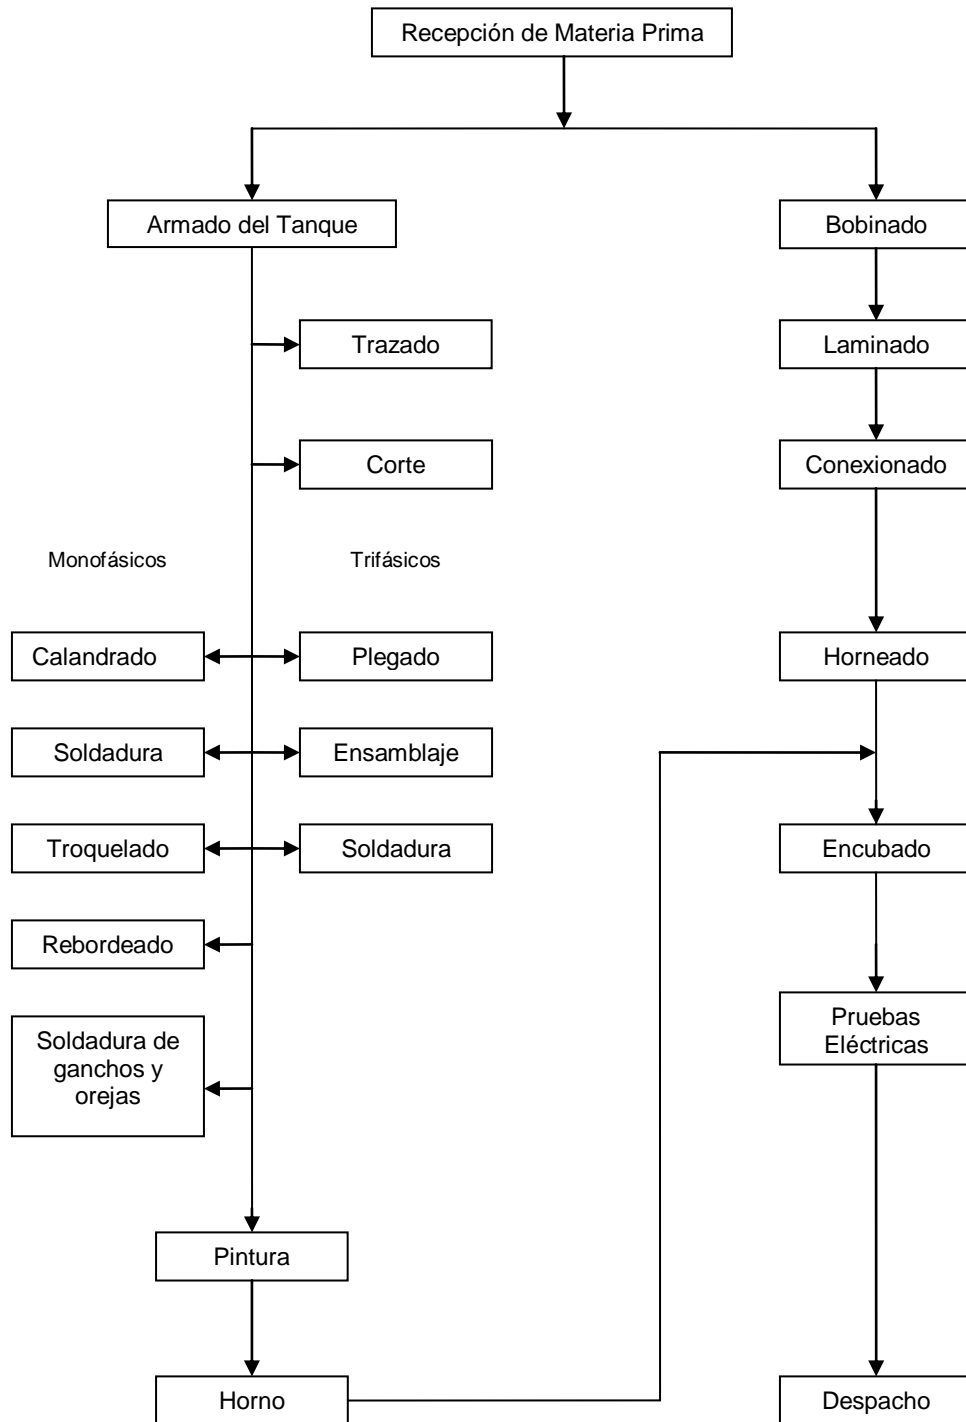 Recepción de Materia Prima
Armado del Tanque
Bobinado
Trazado
Laminado
Corte
Conexionado
Monofásicos
Trifásicos
Calandrado
Plegado
Horneado
Soldadura
Ensamblaje
Troquelado
Soldadura
Encubado
Rebordeado
Pruebas
Eléctricas
Soldadura de
ganchos y
orejas
Pintura
Horno
Despacho